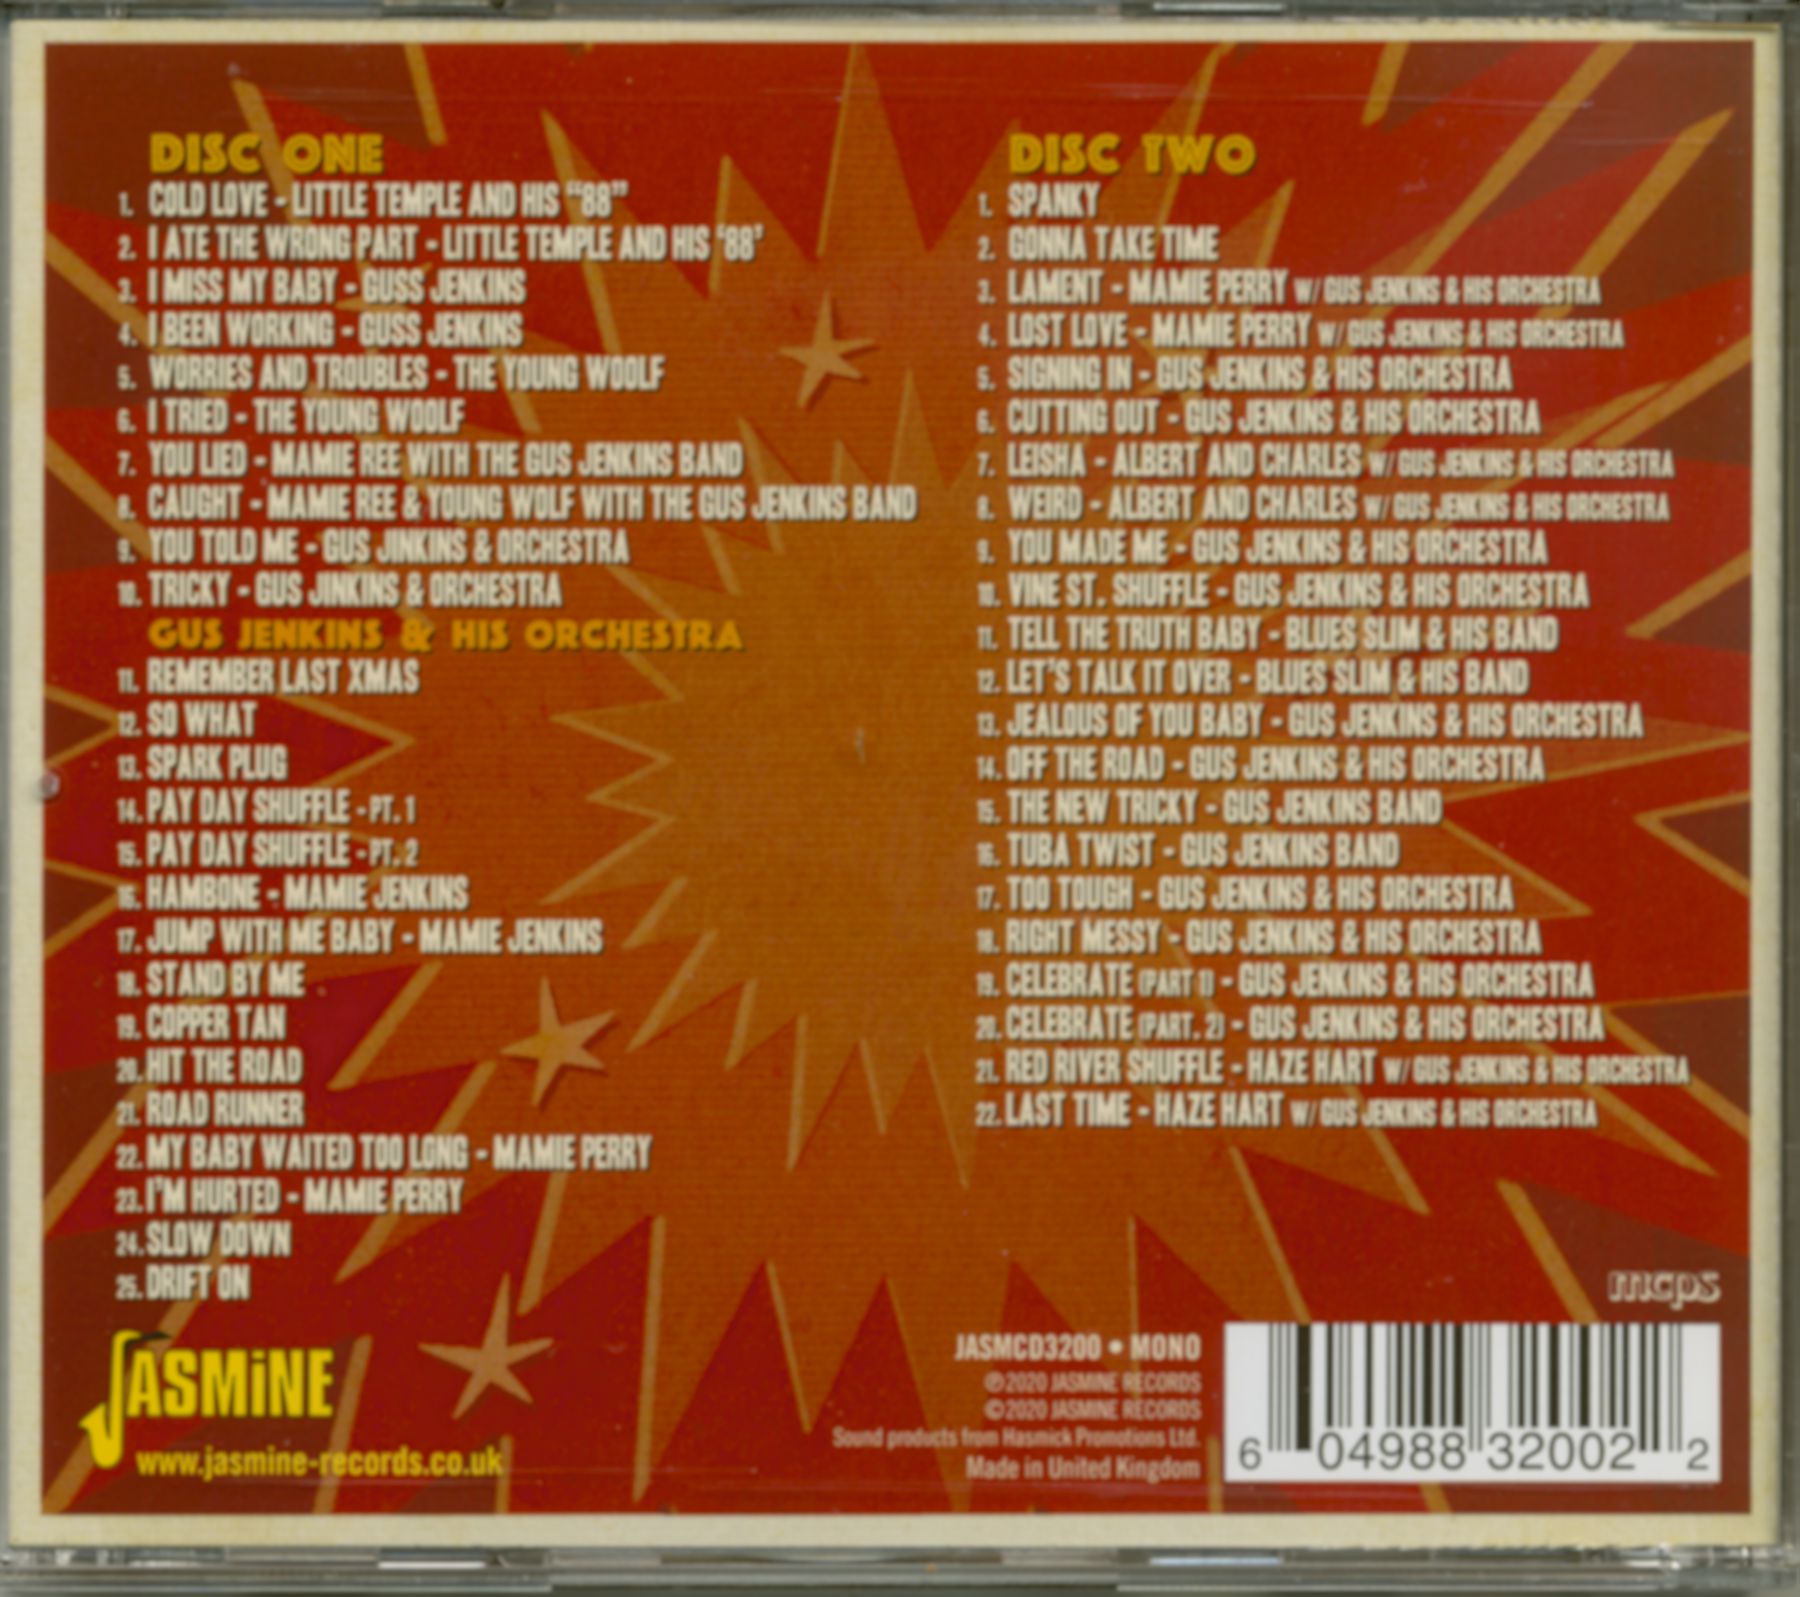 DISC ONE
1. COLD LOVE - LITTLE TEMPLE AND HIS “88”
2. I ATE THE WRONG PART - LITTLE TEMPLE AND HIS ‘88’
3. I MISS MY BABY - GUSS JENKINS
4. I BEEN WORKING - GUSS JENKINS
5. WORRIES AND TROUBLES - THE YOUNG WOOLF
6. I TRIED - THE YOUNG WOOLF
7. YOU LIED - MAMIE REE WITH THE GUS JENKINS BAND
8. CAUGHT - MAMIE REE & YOUNG WOLF WITH THE GUS JENKINS BAND
9. YOU TOLD ME - GUS JINKINS & ORCHESTRA
10. TRICKY - GUS JINKINS & ORCHESTRA
GUS JENKINS & HIS ORCHESTRA
11. REMEMBER LAST XMAS
12. SO WHAT
13. SPARK PLUG
14. PAY DAY SHUFFLE - PT. 1
15. PAY DAY SHUFFLE - PT. 2
16. HAMBONE - MAMIE JENKINS
17. JUMP WITH ME BABY - MAMIE JENKINS
18. STAND BY ME
19. COPPER TAN
20. HIT THE ROAD
21. ROAD RUNNER
22. MY BABY WAITED TOO LONG - MAMIE PERRY
23. I'M HURTED - MAMIE PERRY
24. SLOW DOWN
25. DRIFT ON
DISC TWO
1. SPANKY
2. GONNA TAKE TIME
3. LAMENT - MAMIE PERRY W/ GUS JENKINS & HIS ORCHESTRA
4. LOST LOVE - MAMIE PERRY W/ GUS JENKINS & HIS ORCHESTRA
5. SIGNING IN - GUS JENKINS & HIS ORCHESTRA
6. CUTTING OUT - GUS JENKINS & HIS ORCHESTRA
7. LEISHA - ALBERT AND CHARLES W/ GUS JENKINS & HIS ORCHESTRA
8. WEIRD - ALBERT AND CHARLES W/ GUS JENKINS & HIS ORCHESTRA
9. YOU MADE ME - GUS JENKINS & HIS ORCHESTRA
10. VINE ST. SHUFFLE - GUS JENKINS & HIS ORCHESTRA
11. TELL THE TRUTH BABY - BLUES SLIM & HIS BAND
12. LET'S TALK IT OVER - BLUES SLIM & HIS BAND
13. JEALOUS OF YOU BABY - GUS JENKINS & HIS ORCHESTRA
14. OFF THE ROAD - GUS JENKINS & HIS ORCHESTRA
15. THE NEW TRICKY - GUS JENKINS BAND
16. TUBA TWIST - GUS JENKINS BAND
17. TOO TOUGH - GUS JENKINS & HIS ORCHESTRA
18. RIGHT MESSY - GUS JENKINS & HIS ORCHESTRA
19. CELEBRATE (PART 1) - GUS JENKINS & HIS ORCHESTRA
20. CELEBRATE (PART. 2) - GUS JENKINS & HIS ORCHESTRA
21. RED RIVER SHUFFLE - HAZE HART W/ GUS JENKINS & HIS ORCHESTRA
22. LAST TIME - HAZE HART W/ GUS JENKINS & HIS ORCHESTRA
mcps
JASMiNE
www.jasmine-records.co.uk
JASMCD3200 • MONO
℗2020 JASMINE RECORDS
©2020 JASMINE RECORDS
Sound products from Hasmick Promotions Ltd.
Made in United Kingdom
6 04988 32002 2